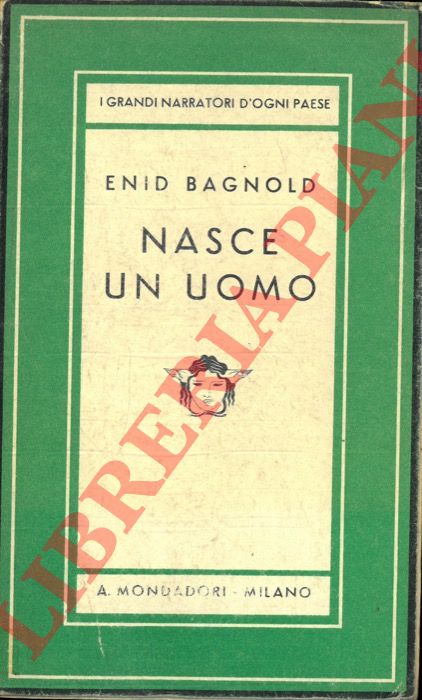 I GRANDI NARRATORI D'OGNI PAESE
ENID BAGNOLD
NASCE
UN UOMO
A. MONDADORI - MILANO
LIBRERIA PIANI